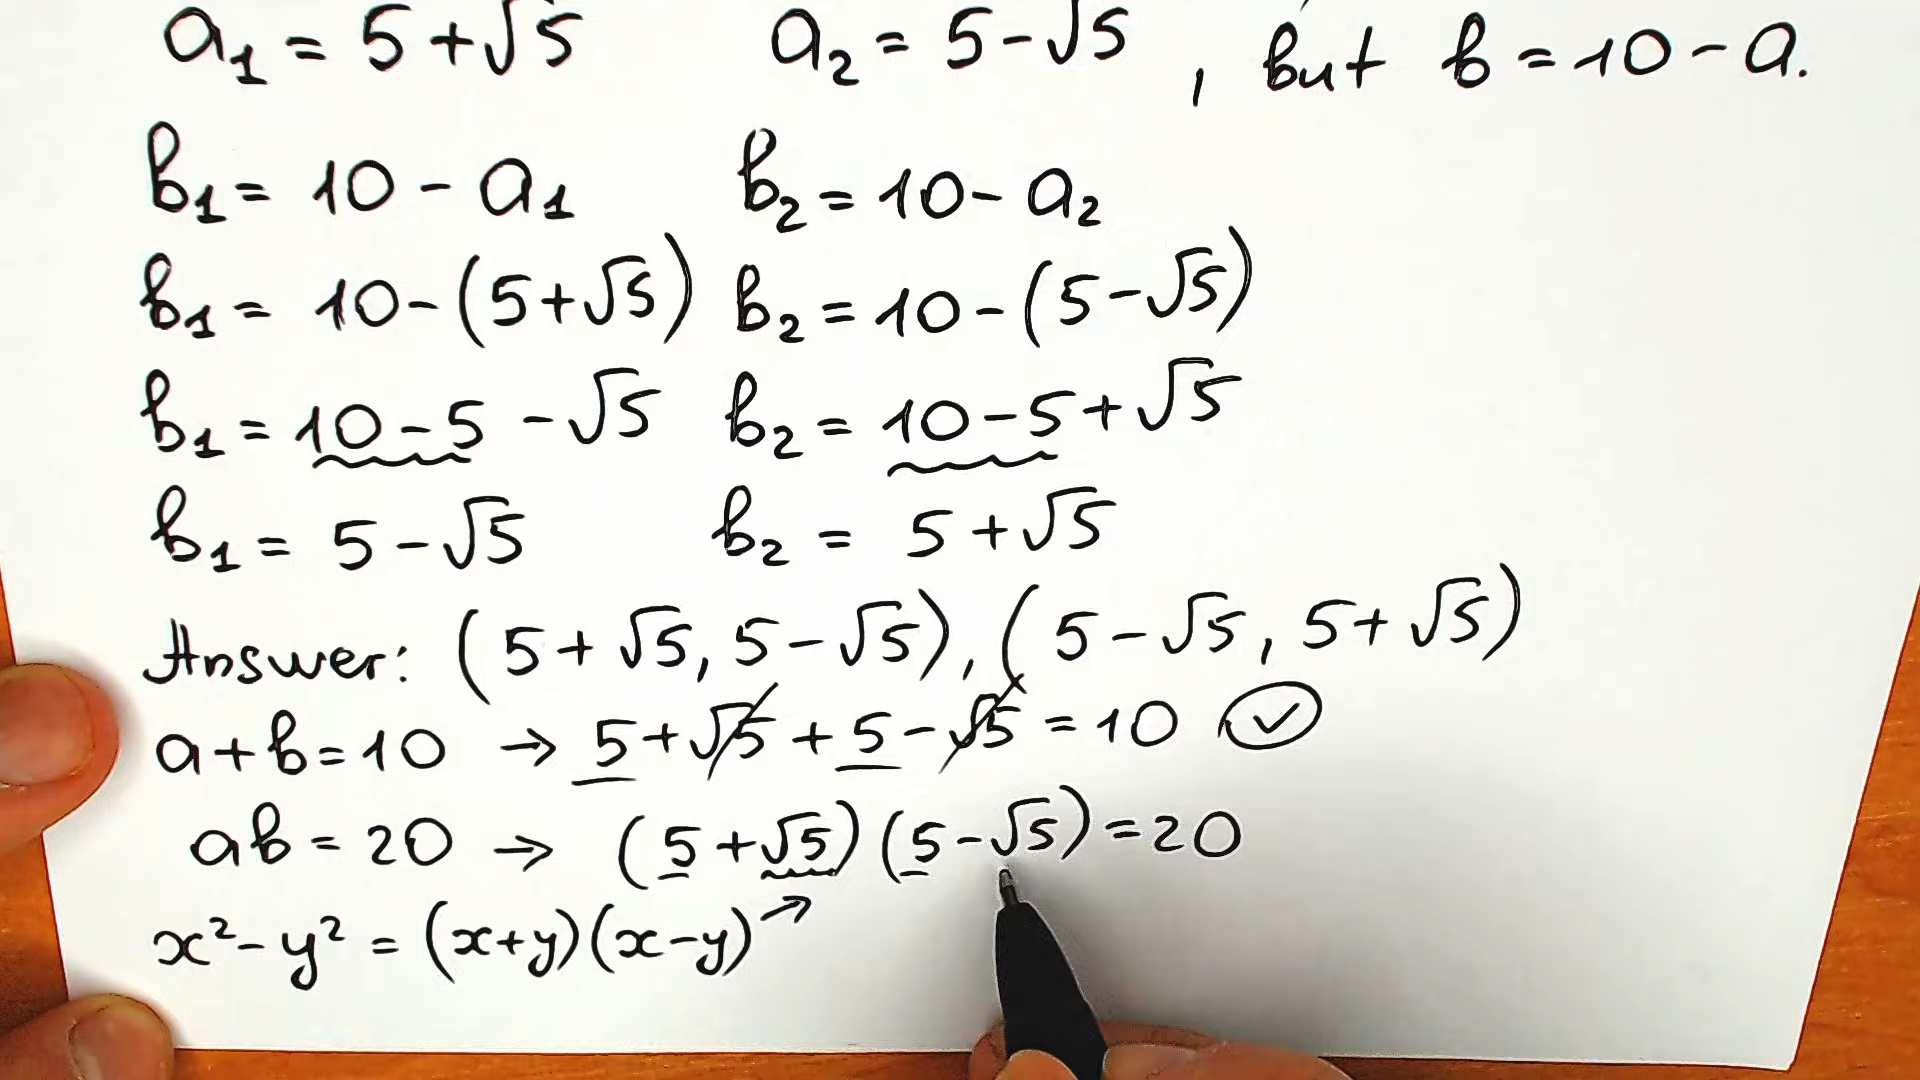 a₁ = 5+√5 a₂ = 5-√5 , but b = 10 - a.
b₁ = 10 - a₁ b₂ = 10 - a₂
b₁ = 10 - (5+√5) b₂ = 10 - (5-√5)
b₁ = 10 - 5 - √5 b₂ = 10 - 5 + √5
b₁ = 5 - √5 b₂ = 5 + √5
Answer: (5 + √5, 5 - √5), (5 - √5, 5 + √5)
a + b = 10 → 5 + √5 + 5 - √5 = 10 ✓
ab = 20 → (5 + √5)(5 - √5) = 20
x² - y² = (x+y)(x-y) →